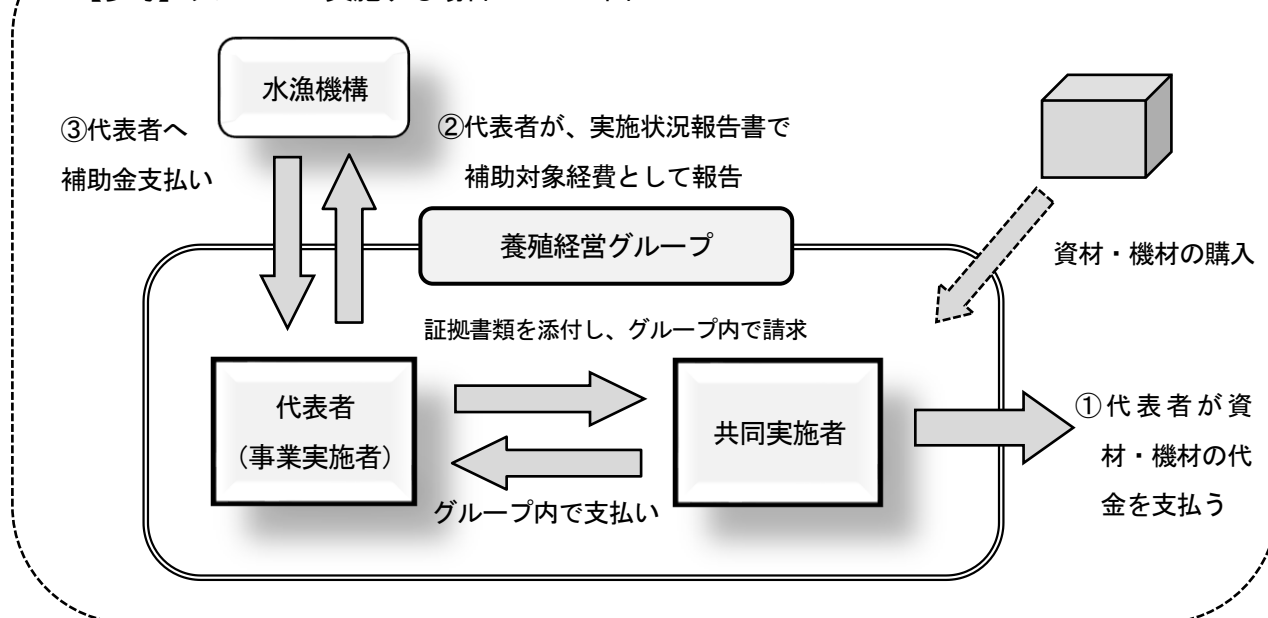 水漁機構
③代表者へ
補助金支払い
②代表者が、実施状況報告書で
補助対象経費として報告
養殖経営グループ
資材・機材の購入
証拠書類を添付し、グループ内で請求
代表者
（事業実施者）
共同実施者
グループ内で支払い
①代表者が資
材・機材の代
金を支払う